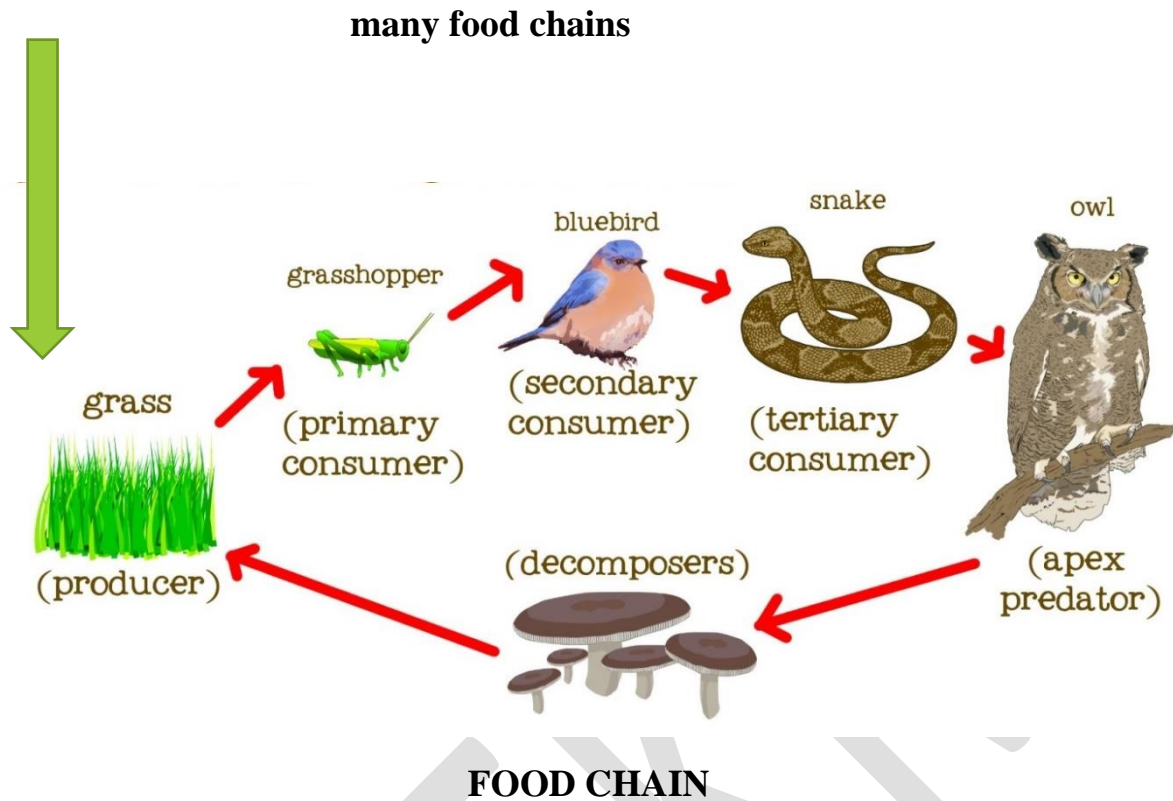 many food chains
snake
owl
bluebird
grasshopper
grass
(primary
consumer)
(secondary
consumer)
(tertiary
consumer)
(producer)
(decomposers)
(apex
predator)
FOOD CHAIN